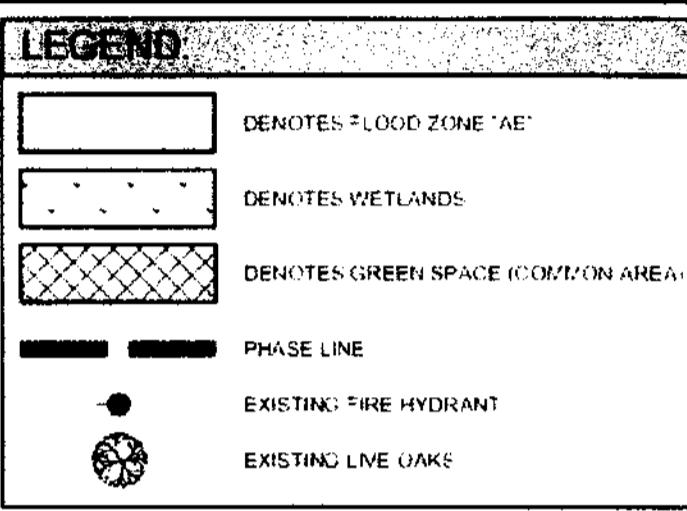 LEGEND:
DENOTES FLOOD ZONE "AE"
DENOTES WETLANDS
DENOTES GREEN SPACE (COMMON AREA)
PHASE LINE
EXISTING FIRE HYDRANT
EXISTING LIVE OAKS